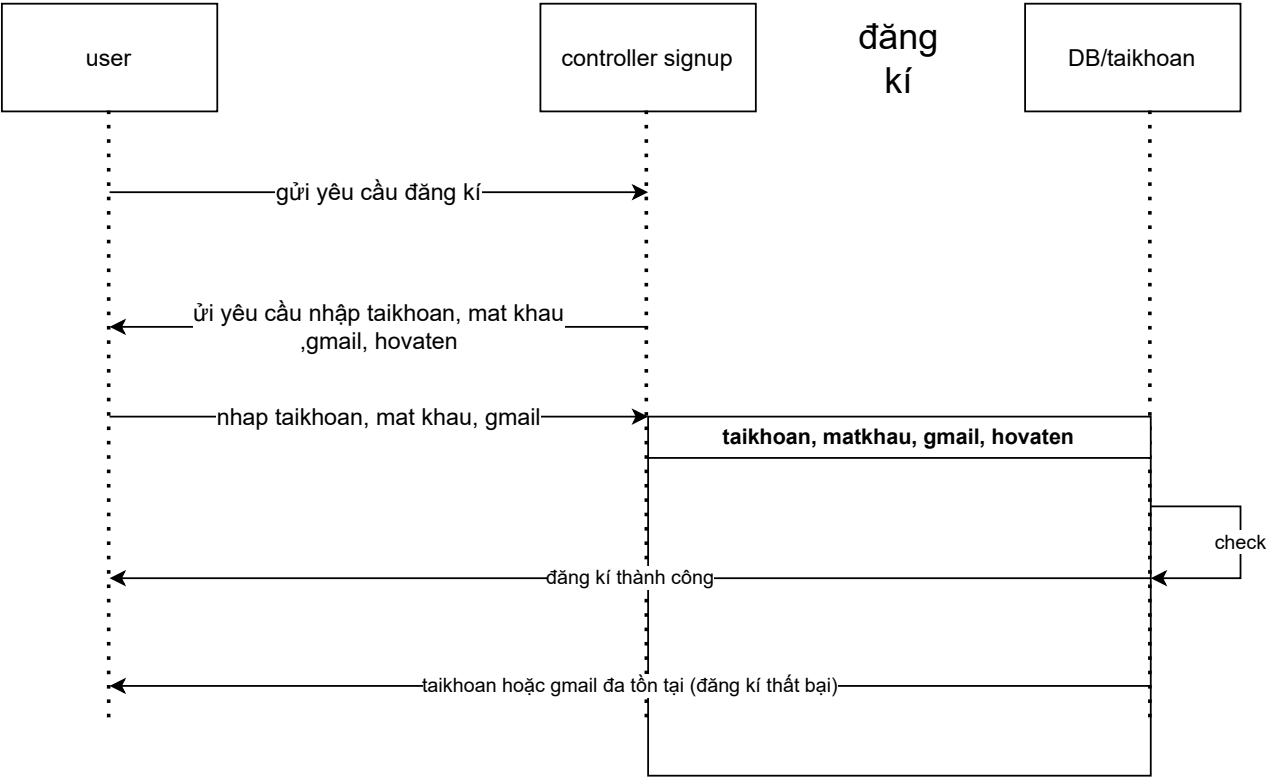 user
controller signup
đăng
kí
DB/taikhoan
gửi yêu cầu đăng kí
ửi yêu cầu nhập taikhoan, mat khau
,gmail, hovaten
nhap taikhoan, mat khau, gmail
taikhoan, matkhau, gmail, hovaten
check
đăng kí thành công
taikhoan hoặc gmail đa tồn tại (đăng kí thất bại)